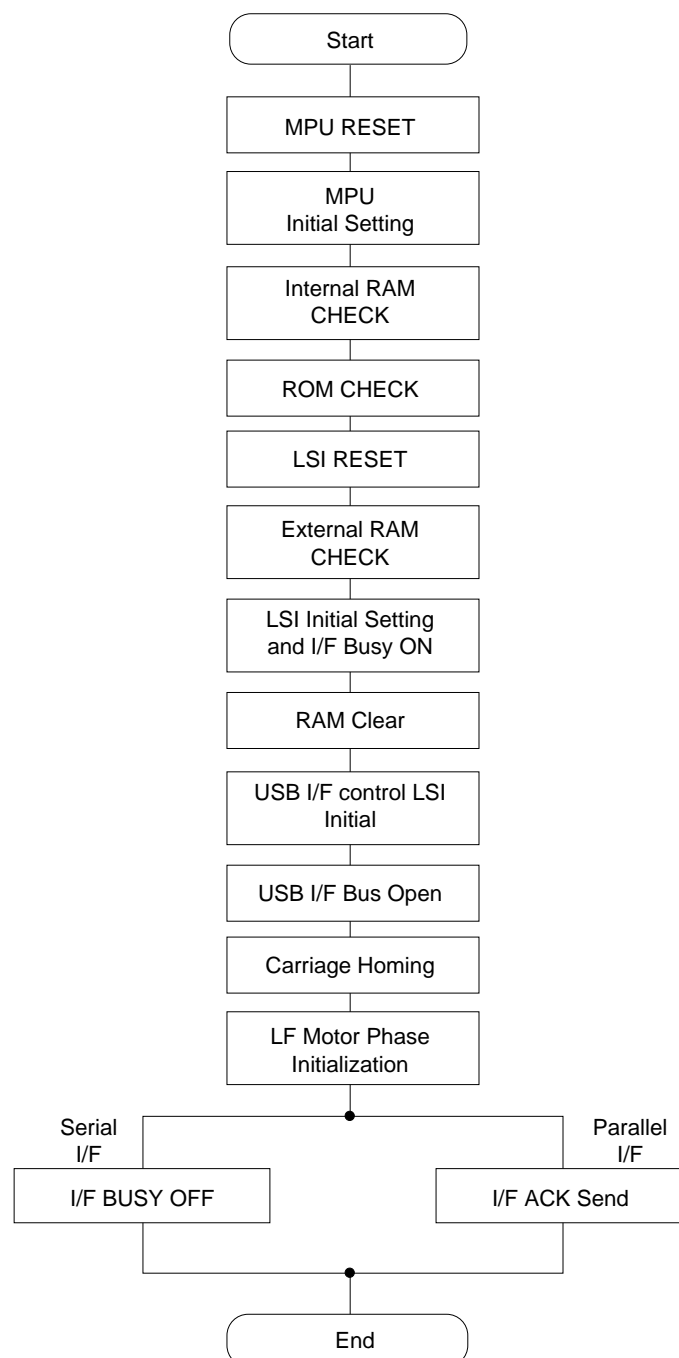 Start
MPU RESET
MPU
Initial Setting
Internal RAM
CHECK
ROM CHECK
LSI RESET
External RAM
CHECK
LSI Initial Setting
and I/F Busy ON
RAM Clear
USB I/F control LSI
Initial
USB I/F Bus Open
Carriage Homing
LF Motor Phase
Initialization
Serial
I/F
I/F BUSY OFF
Parallel
I/F
I/F ACK Send
End